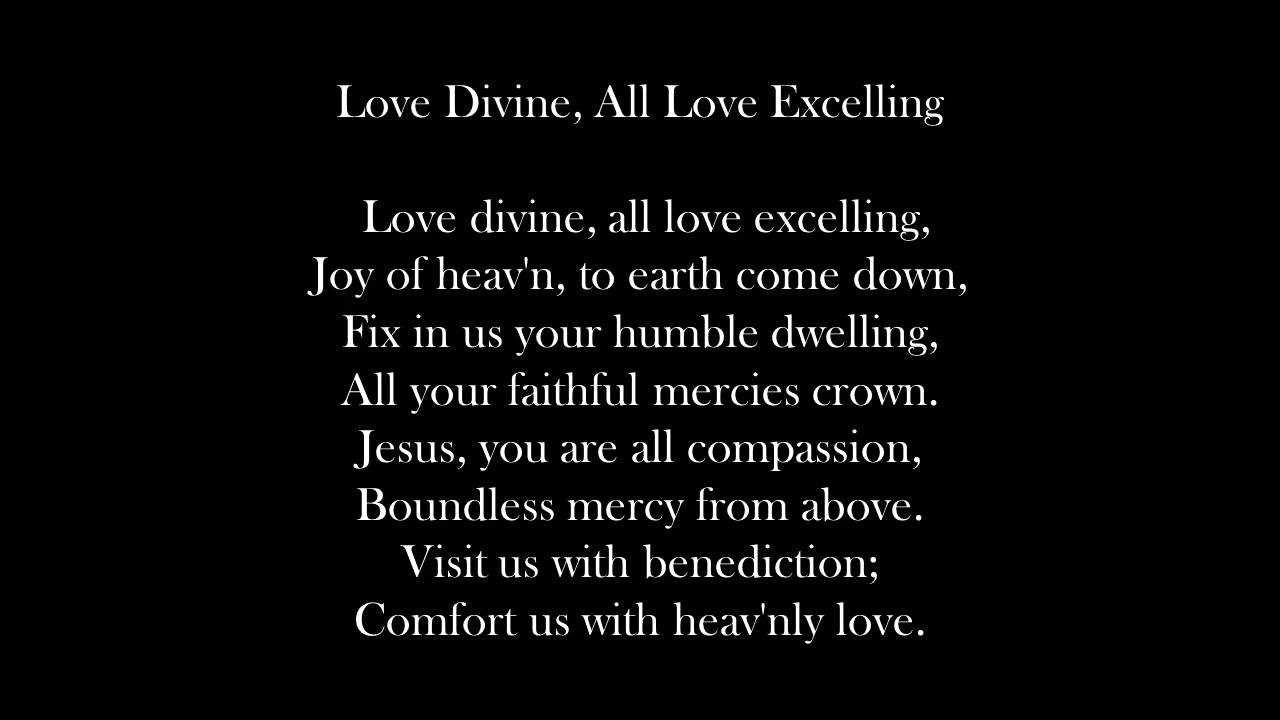 Love Divine, All Love Excelling
Love divine, all love excelling,
Joy of heav'n, to earth come down,
Fix in us your humble dwelling,
All your faithful mercies crown.
Jesus, you are all compassion,
Boundless mercy from above.
Visit us with benediction;
Comfort us with heav'nly love.